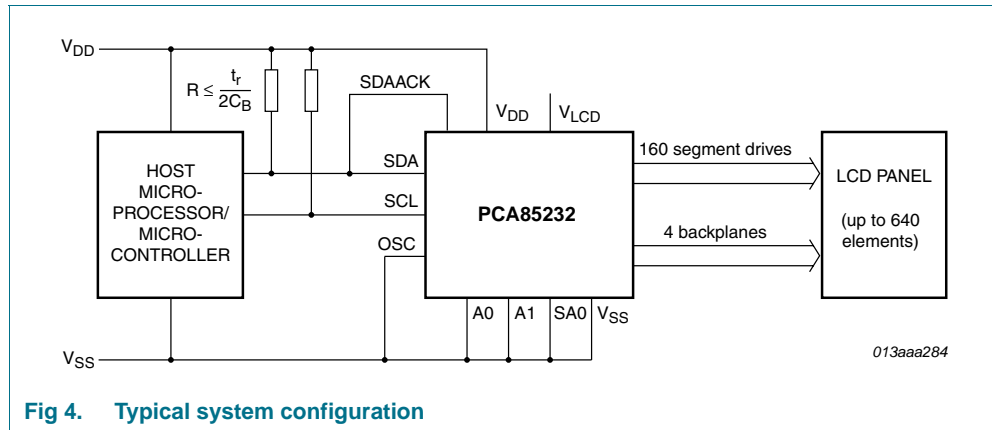 VDD
R ≤ tr / 2CB
SDAACK
VDD
VLCD
HOST
MICRO-
PROCESSOR/
MICRO-
CONTROLLER
SDA
SCL
OSC
PCA85232
160 segment drives
4 backplanes
LCD PANEL
(up to 640
elements)
A0
A1
SA0
VSS
VSS
013aaa284
Fig 4. Typical system configuration